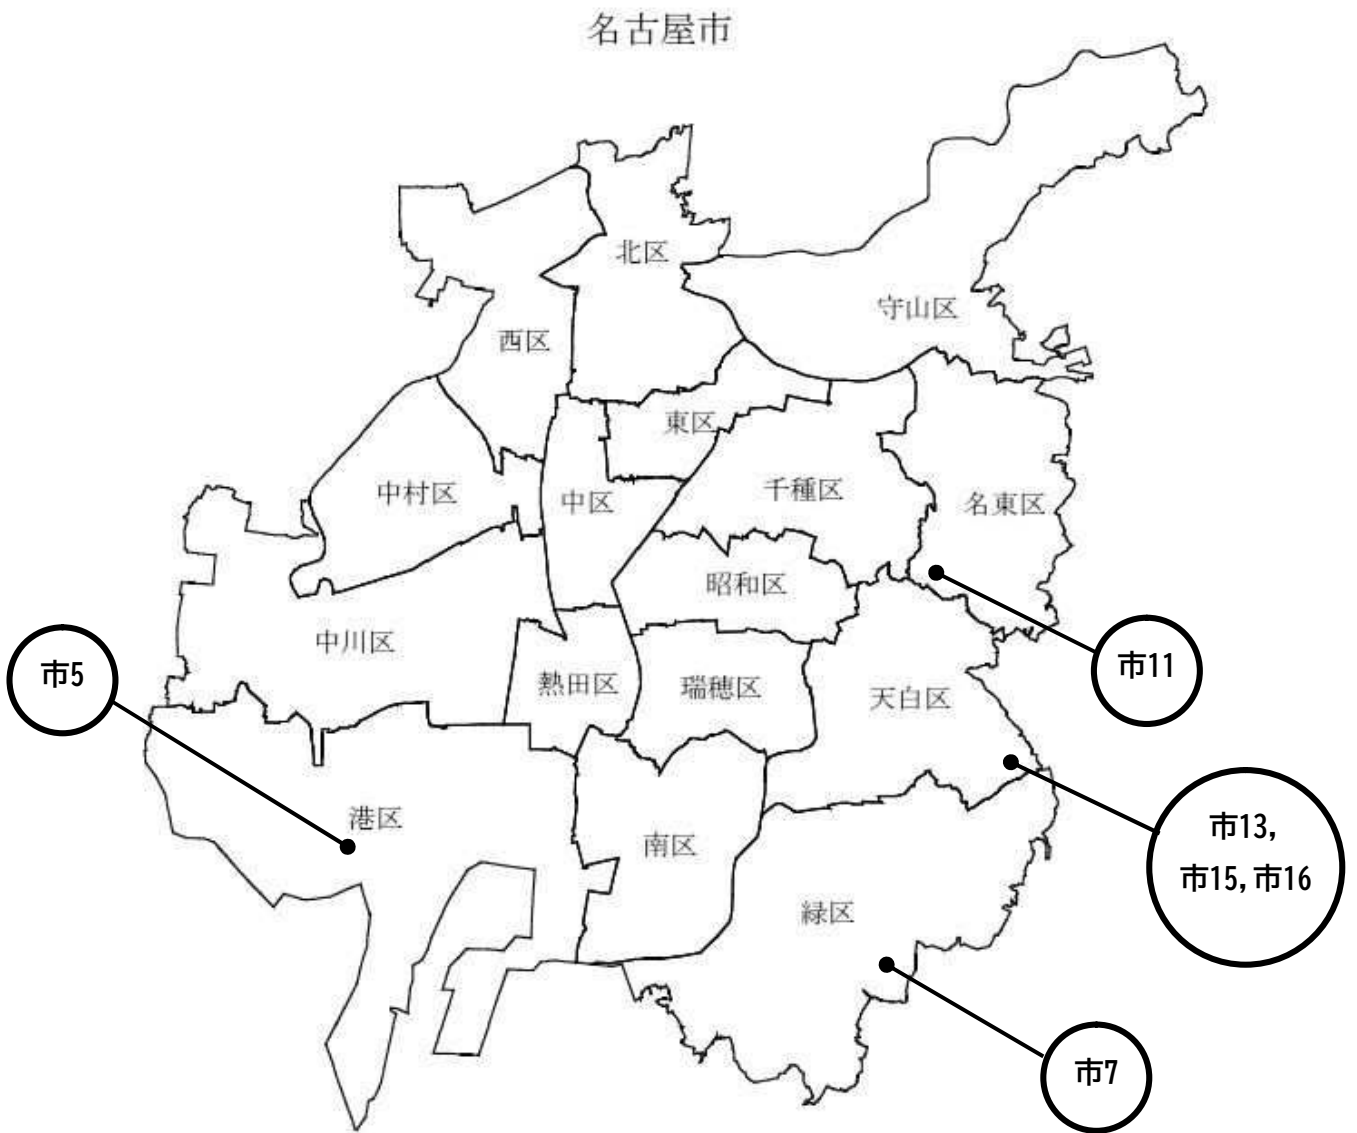 名古屋市
北区
守山区
西区
東区
中村区
中区
千種区
名東区
昭和区
中川区
熱田区
瑞穂区
天白区
市11
市5
港区
南区
市13,
市15, 市16
緑区
市7